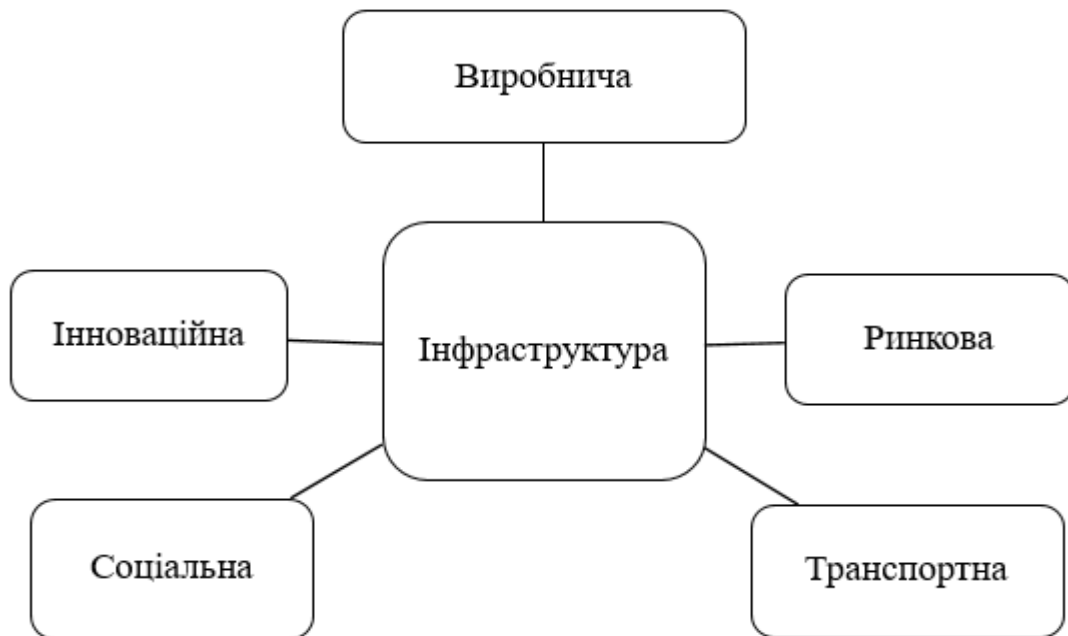 Виробнича
Інноваційна
Інфраструктура
Ринкова
Соціальна
Транспортна